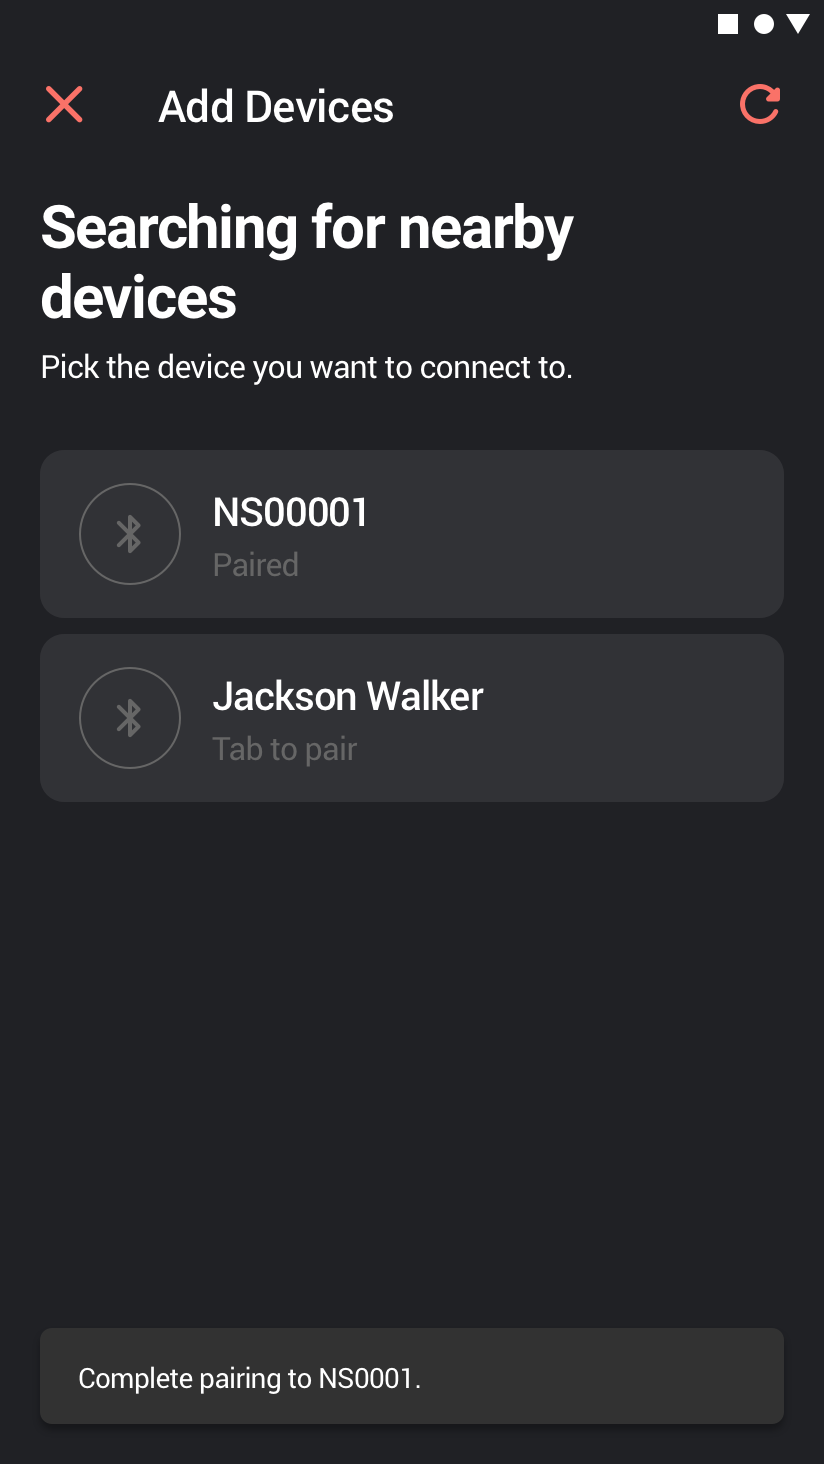 Add Devices
Searching for nearby
devices
Pick the device you want to connect to.
NS00001
Paired
Jackson Walker
Tab to pair
Complete pairing to NS0001.